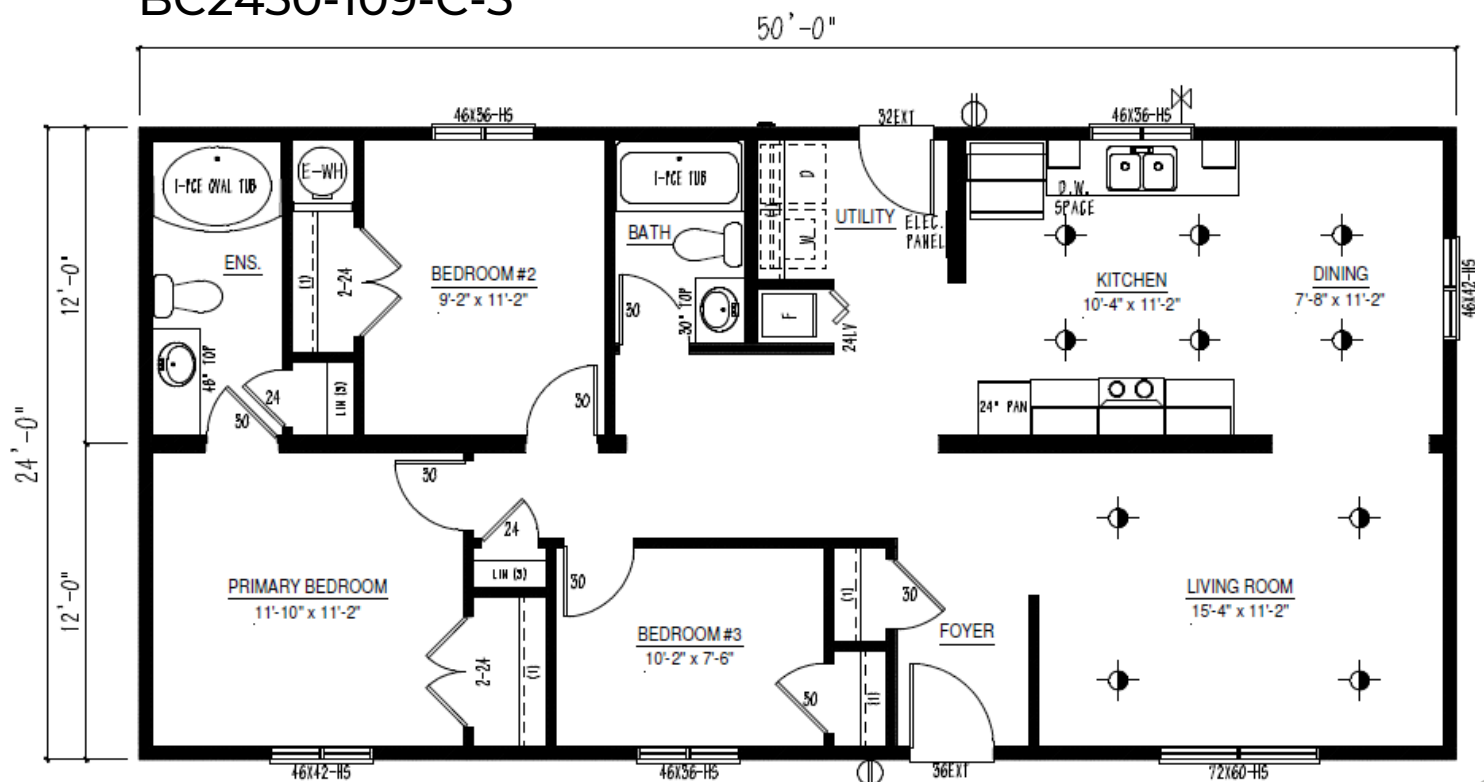 BC2450-109-C-S
50'-0"
46X36-HS
32EXT
46X36-HS
1-PCE OVAL TUB
E-WH
1-PCE TUB
D
W
UTILITY
ELEC.
PANEL
D.W.
SPACE
BATH
ENS.
(1)
2-24
BEDROOM #2
9'-2" x 11'-2"
30
30" TOP
F
24LV
KITCHEN
10'-4" x 11'-2"
DINING
7'-8" x 11'-2"
46X42-HS
12'-0"
24'-0"
12'-0"
48" TOP
24
30
LIN (3)
30
24" PAN
30
24
LIN (3)
30
PRIMARY BEDROOM
11'-10" x 11'-2"
2-24
(1)
BEDROOM #3
10'-2" x 7'-6"
(1)
30
FOYER
30
(1)
LIVING ROOM
15'-4" x 11'-2"
46X42-HS
46X36-HS
36EXT
72X60-HS